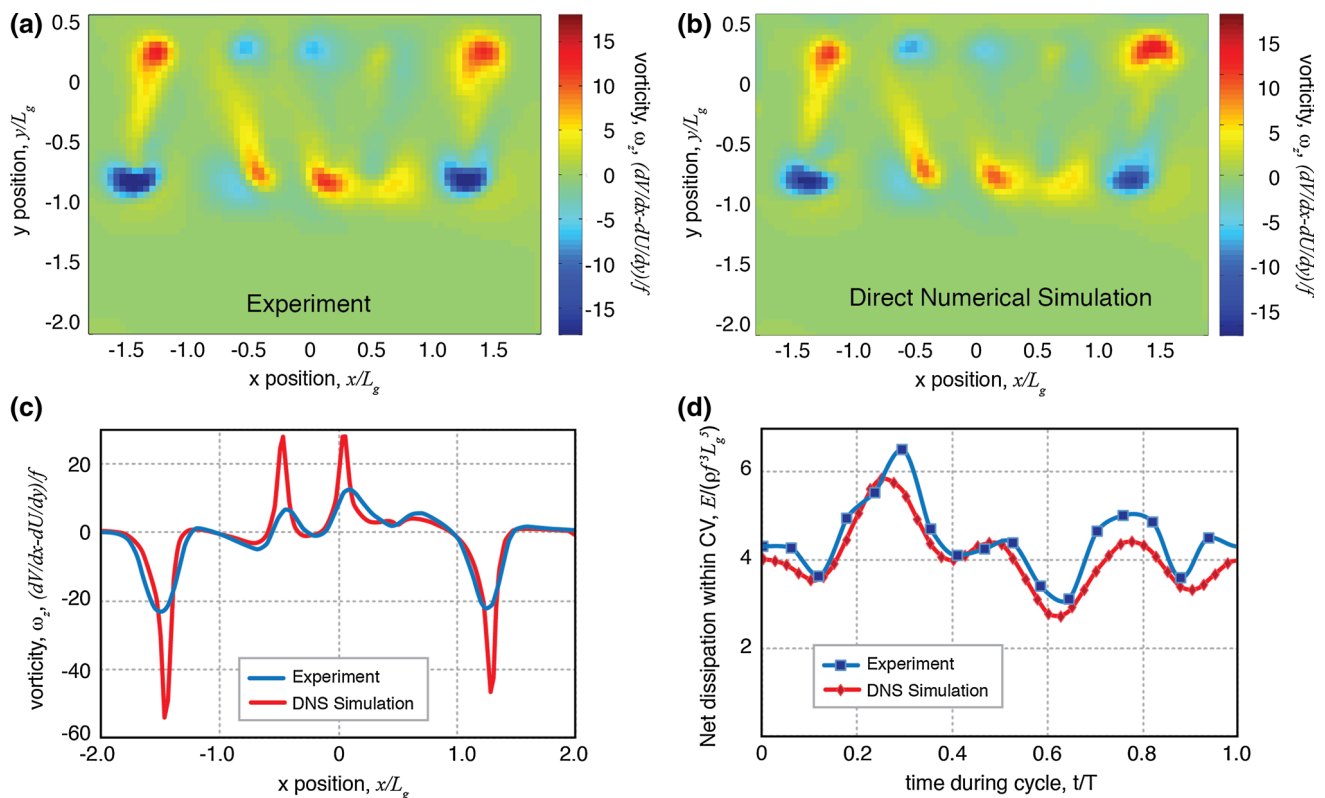 (a)
0.5
0
-0.5
-1.0
-1.5
-2.0
y position, y/Lg
Experiment
-1.5 -1.0 -0.5 0 0.5 1.0 1.5
x position, x/Lg
15
10
5
0
-5
-10
-15
vorticity, ωz, (dV/dx-dU/dy)/f
(b)
0.5
0
-0.5
-1.0
-1.5
-2.0
y position, y/Lg
Direct Numerical Simulation
-1.5 -1.0 -0.5 0 0.5 1.0 1.5
x position, x/Lg
15
10
5
0
-5
-10
-15
vorticity, ωz, (dV/dx-dU/dy)/f
(c)
20
0
-20
-40
-60
vorticity, ωz, (dV/dx-dU/dy)/f
Experiment
DNS Simulation
-2.0 -1.0 0 1.0 2.0
x position, x/Lg
(d)
6
4
2
Net dissipation within CV, E/(ρf³Lg⁵)
Experiment
DNS Simulation
0 0.2 0.4 0.6 0.8 1.0
time during cycle, t/T